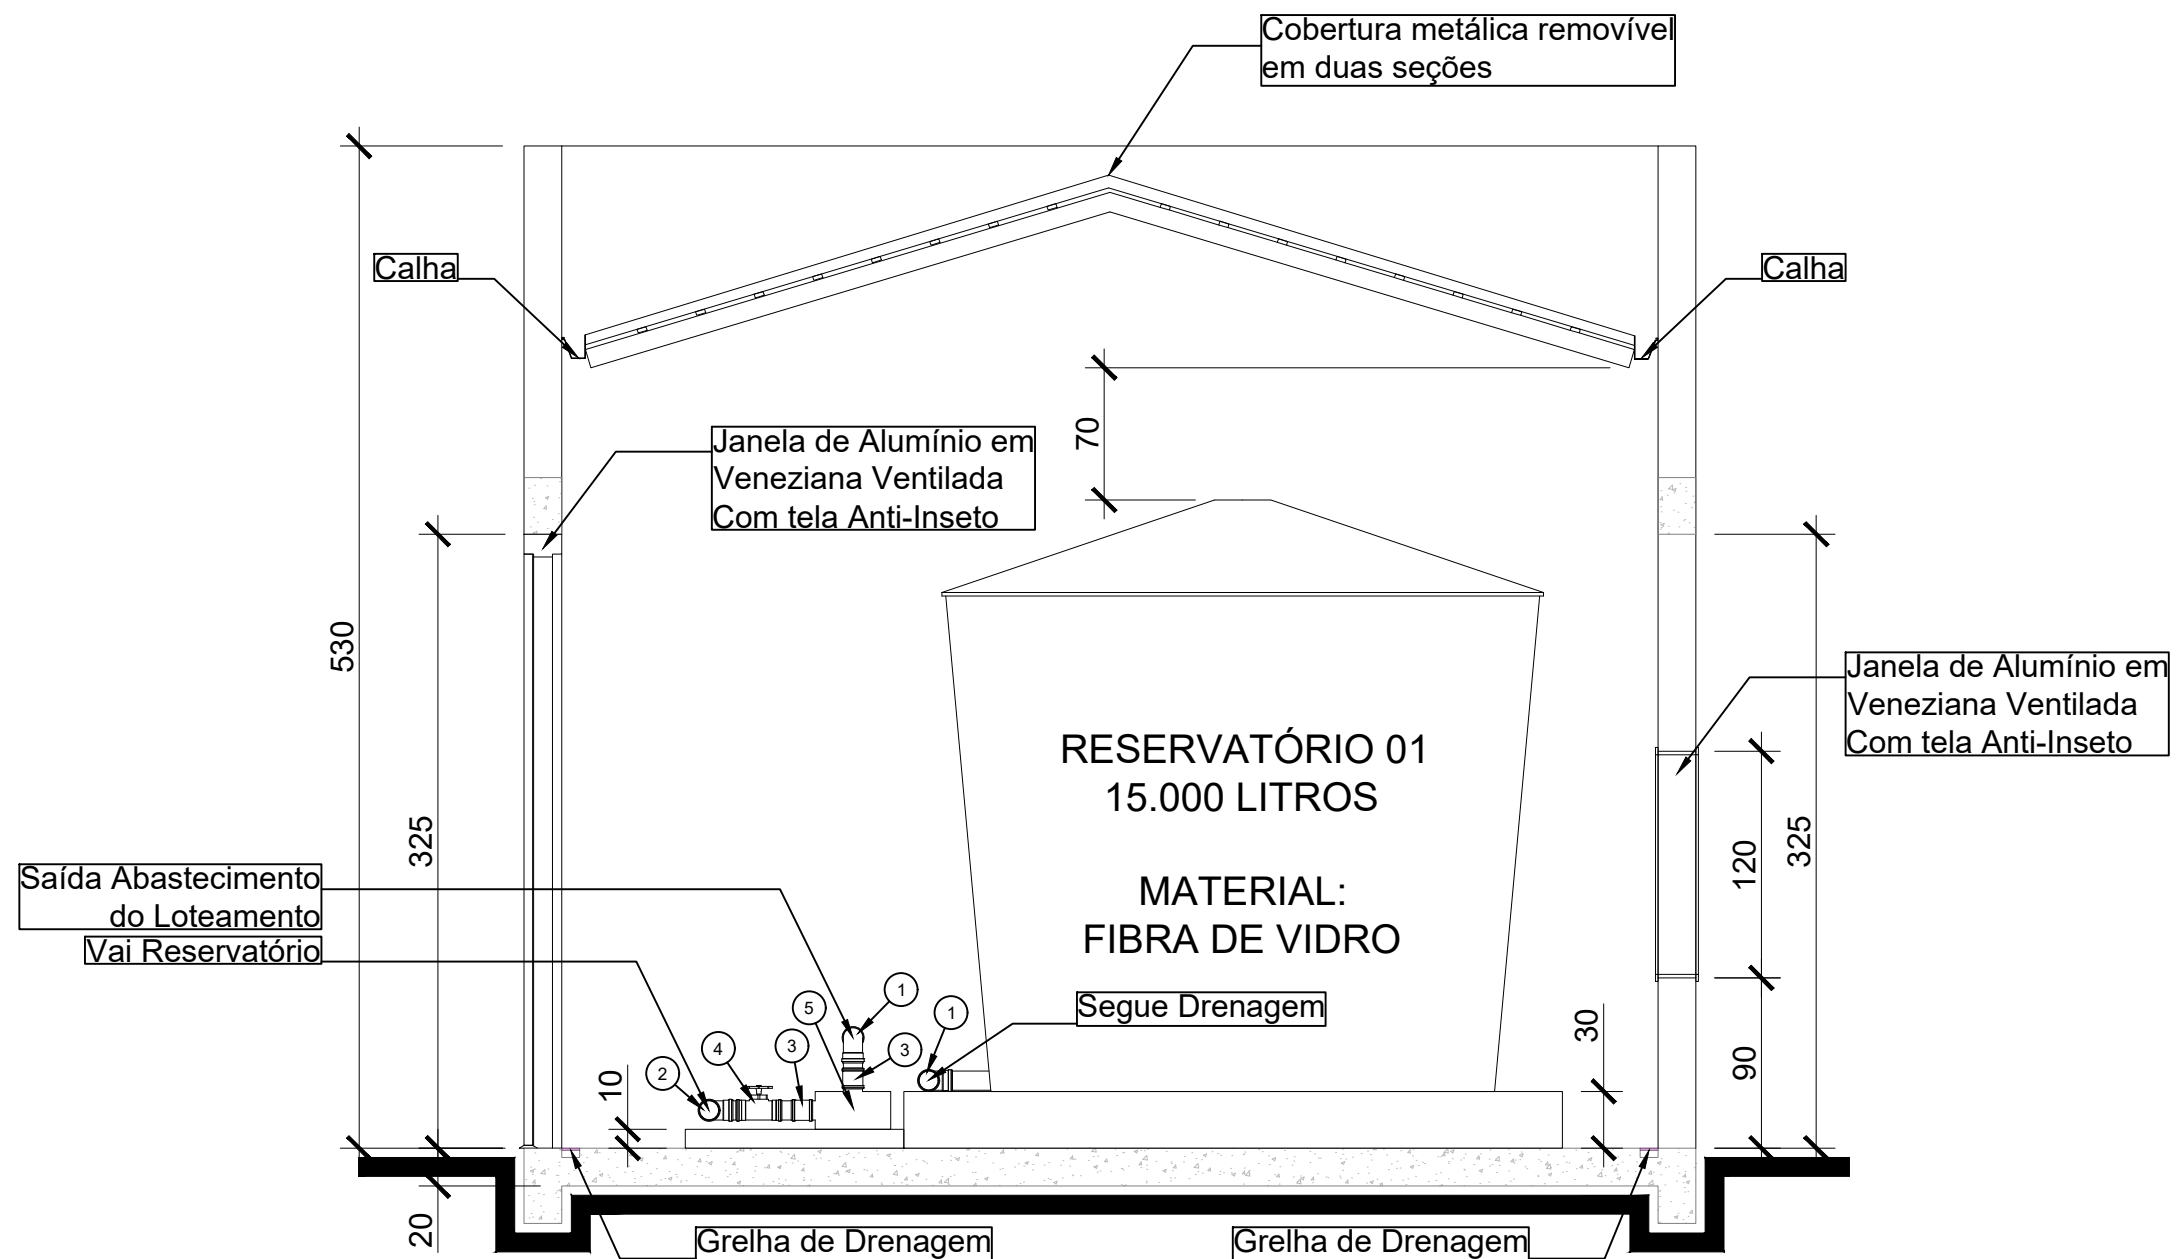 Cobertura metálica removível
em duas seções
Calha
Calha
70
Janela de Alumínio em
Veneziana Ventilada
Com tela Anti-Inseto
530
325
Janela de Alumínio em
Veneziana Ventilada
Com tela Anti-Inseto
RESERVATÓRIO 01
15.000 LITROS
MATERIAL:
FIBRA DE VIDRO
325
120
Saída Abastecimento
do Loteamento
Vai Reservatório
Segue Drenagem
5
1
1
4
3
3
2
10
30
90
20
Grelha de Drenagem
Grelha de Drenagem